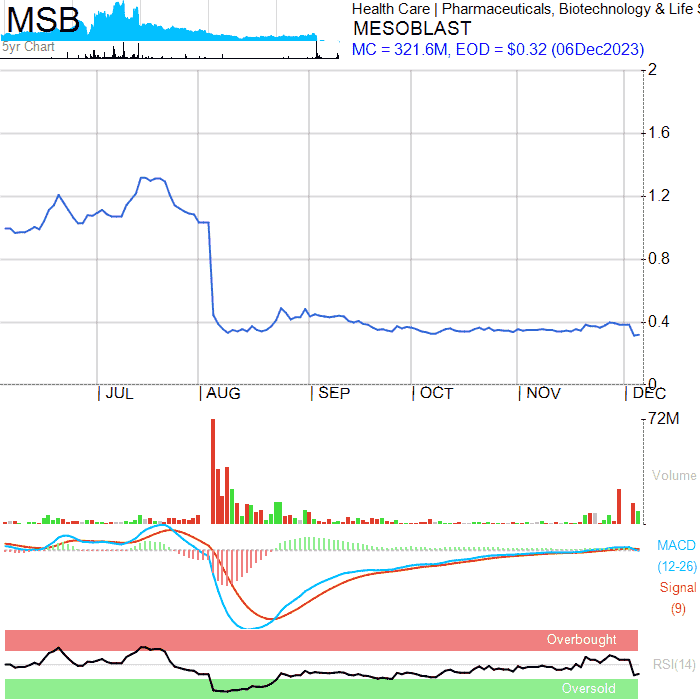 MSB
5yr Chart
Health Care | Pharmaceuticals, Biotechnology & Life S
MESOBLAST
MC = 321.6M, EOD = $0.32 (06Dec2023)
2
1.6
1.2
0.8
0.4
0
| JUL | AUG | SEP | OCT | NOV | DEC
72M
Volume
MACD
(12-26)
Signal
(9)
Overbought
RSI(14)
Oversold